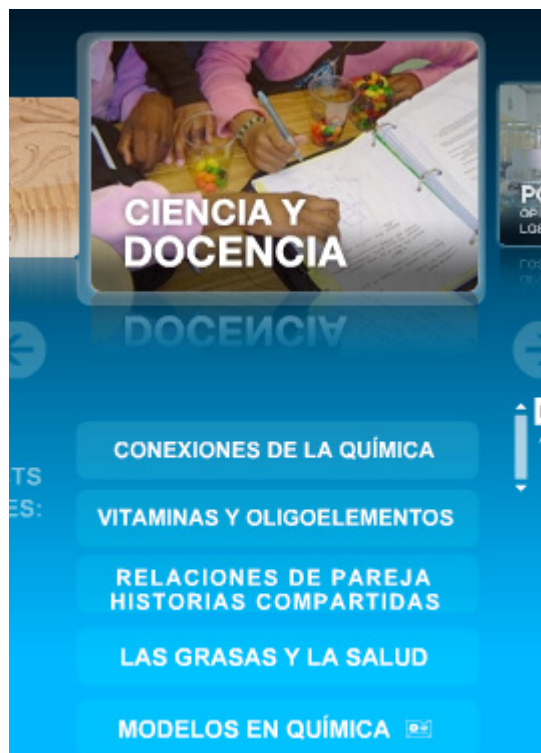 CIENCIA Y
DOCENCIA
CONEXIONES DE LA QUÍMICA
VITAMINAS Y OLIGOELEMENTOS
RELACIONES DE PAREJA
HISTORIAS COMPARTIDAS
LAS GRASAS Y LA SALUD
MODELOS EN QUÍMICA